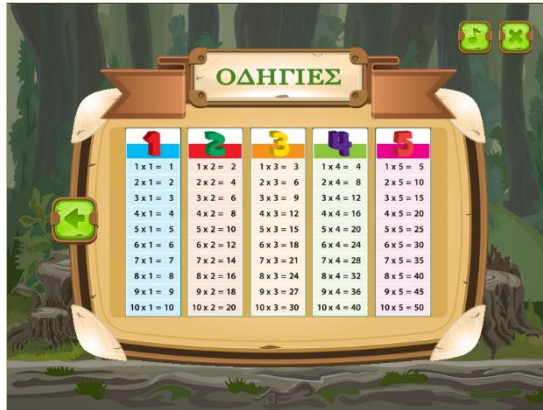 ΟΔΗΓΙΕΣ
1 2 3 4 5
1 x 1 = 1 1 x 2 = 2 1 x 3 = 3 1 x 4 = 4 1 x 5 = 5
2 x 1 = 2 2 x 2 = 4 2 x 3 = 6 2 x 4 = 8 2 x 5 = 10
3 x 1 = 3 3 x 2 = 6 3 x 3 = 9 3 x 4 = 12 3 x 5 = 15
4 x 1 = 4 4 x 2 = 8 4 x 3 = 12 4 x 4 = 16 4 x 5 = 20
5 x 1 = 5 5 x 2 = 10 5 x 3 = 15 5 x 4 = 20 5 x 5 = 25
6 x 1 = 6 6 x 2 = 12 6 x 3 = 18 6 x 4 = 24 6 x 5 = 30
7 x 1 = 7 7 x 2 = 14 7 x 3 = 21 7 x 4 = 28 7 x 5 = 35
8 x 1 = 8 8 x 2 = 16 8 x 3 = 24 8 x 4 = 32 8 x 5 = 40
9 x 1 = 9 9 x 2 = 18 9 x 3 = 27 9 x 4 = 36 9 x 5 = 45
10 x 1 = 10 10 x 2 = 20 10 x 3 = 30 10 x 4 = 40 10 x 5 = 50